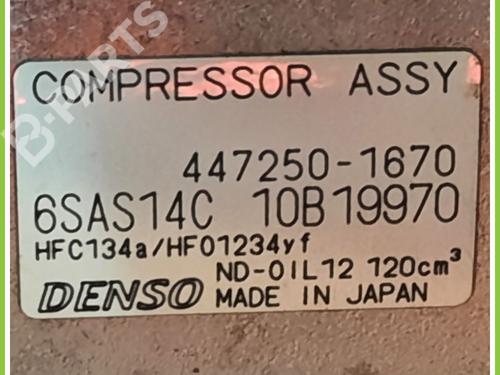 B-PARTS
COMPRESSOR ASSY
447250-1670
6SAS14C 10B19970
HFC134a/HFO1234yf
ND-OIL12 120cm³
DENSO MADE IN JAPAN